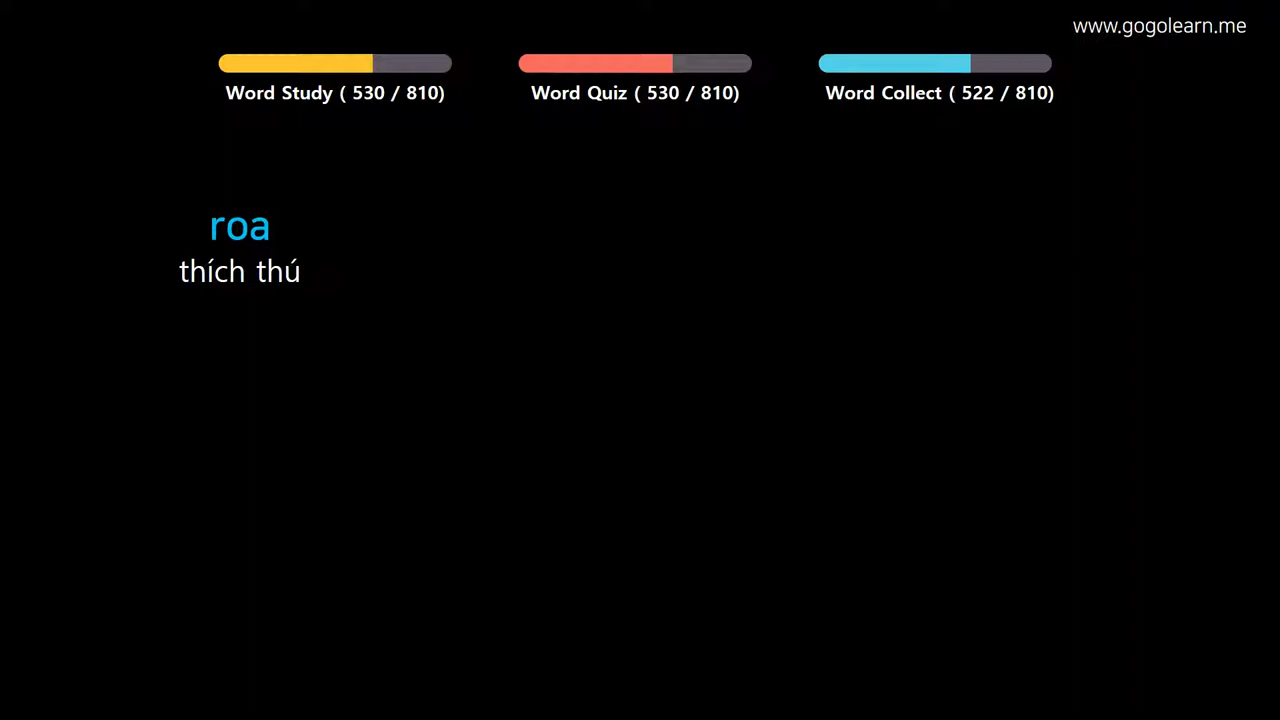 www.gogolearn.me
Word Study ( 530 / 810)
Word Quiz ( 530 / 810)
Word Collect ( 522 / 810)
roa
thích thú